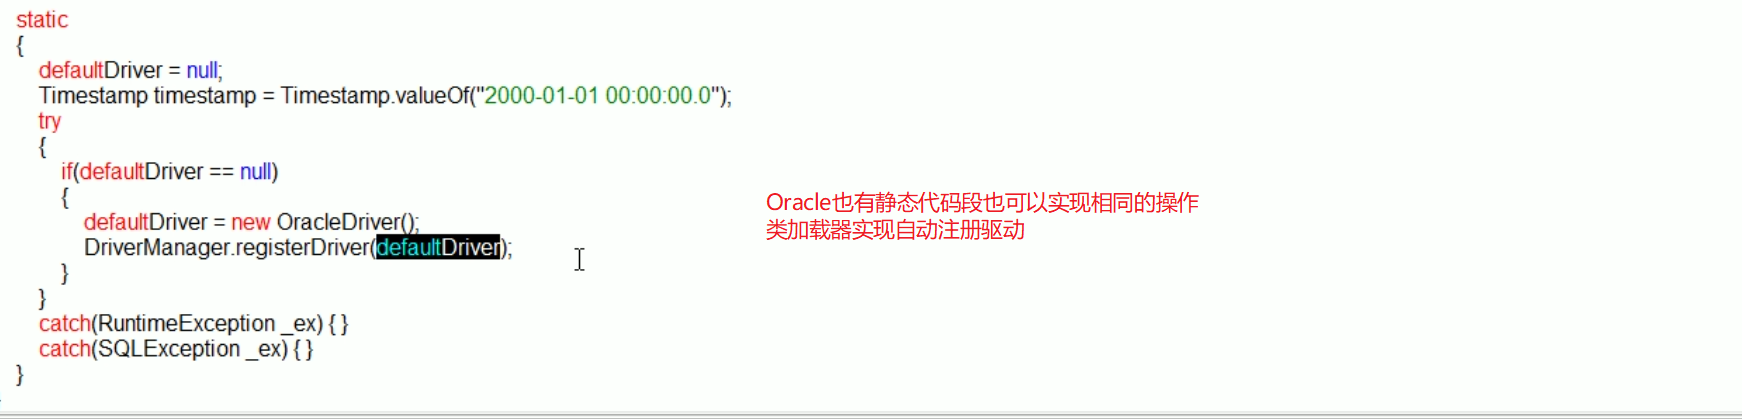 static
{
defaultDriver = null;
Timestamp timestamp = Timestamp.valueOf("2000-01-01 00:00:00.0");
try
{
if(defaultDriver == null)
{
defaultDriver = new OracleDriver();
DriverManager.registerDriver(defaultDriver);
}
}
catch(RuntimeException _ex) { }
catch(SQLException _ex) { }
}
Oracle也有静态代码段也可以实现相同的操作
类加载器实现自动注册驱动